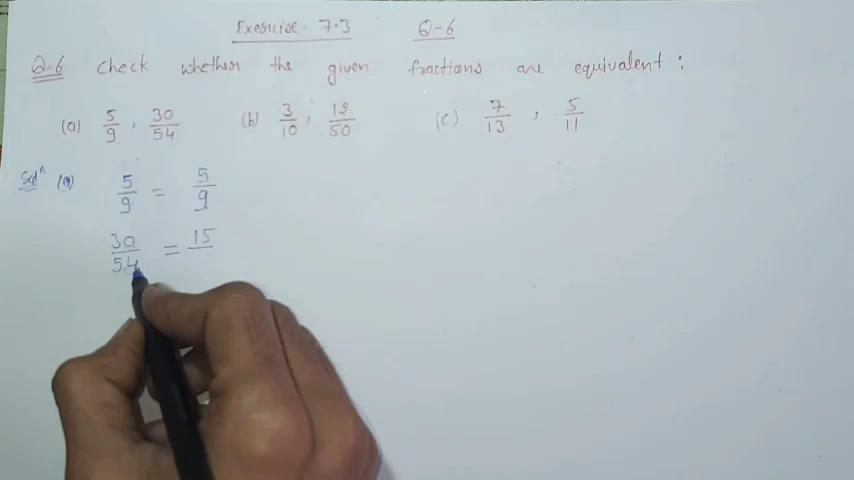 Exercise - 7.3 Q-6
Q-6 Check whether the given fractions are equivalent :
(a) 5/9 , 30/54 (b) 3/10 , 12/50 (c) 7/13 , 5/11
Solⁿ (a) 5/9 = 5/9
30/54 = 15